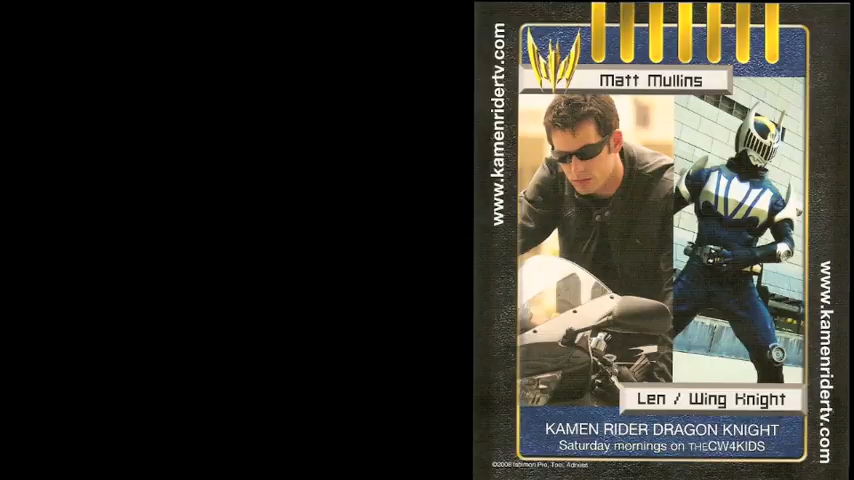 www.kamenridertv.com
Matt Mullins
Len / Wing Knight
www.kamenridertv.com
KAMEN RIDER DRAGON KNIGHT
Saturday mornings on THECW4KIDS